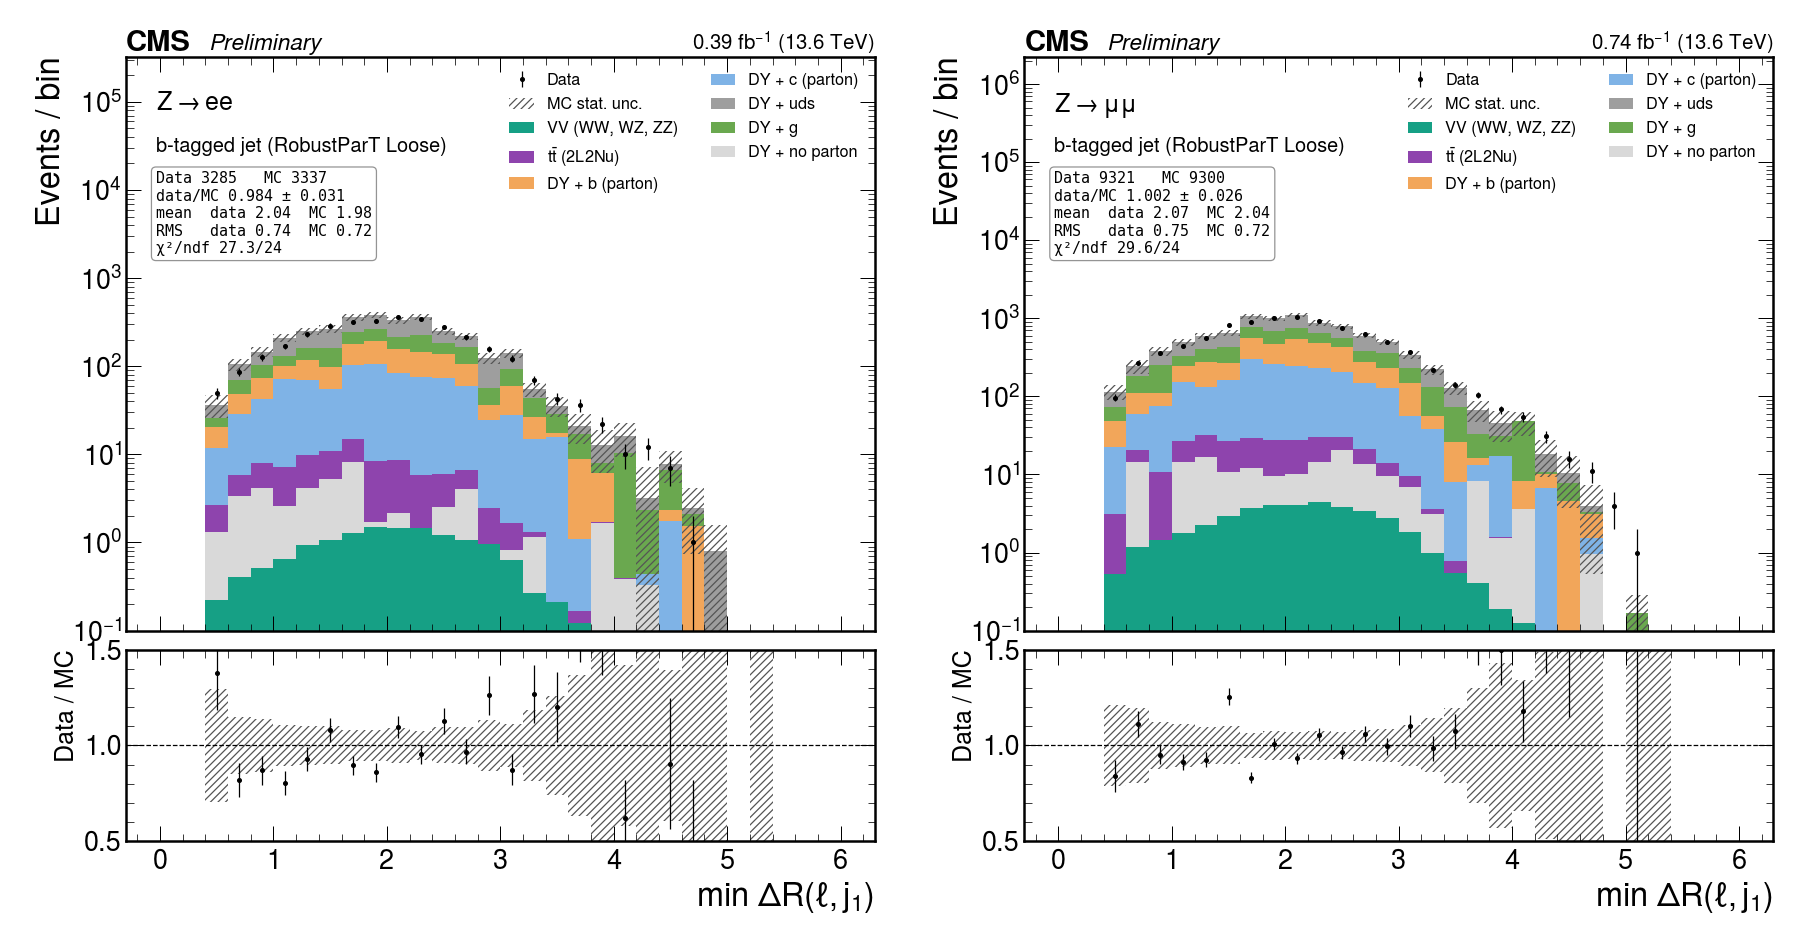 CMS Preliminary 0.39 fb⁻¹ (13.6 TeV)
Events / bin
Z → ee
b-tagged jet (RobustParT Loose)
Data 3285 MC 3337
data/MC 0.984 ± 0.031
mean data 2.04 MC 1.98
RMS data 0.74 MC 0.72
χ²/ndf 27.3/24
Data
MC stat. unc.
VV (WW, WZ, ZZ)
tt̄ (2L2Nu)
DY + b (parton)
DY + c (parton)
DY + uds
DY + g
DY + no parton
10⁵
10⁴
10³
10²
10¹
10⁰
10⁻¹
Data / MC
1.5
1.0
0.5
0 1 2 3 4 5 6
min ΔR(ℓ, j₁)
CMS Preliminary 0.74 fb⁻¹ (13.6 TeV)
Events / bin
Z → μμ
b-tagged jet (RobustParT Loose)
Data 9321 MC 9300
data/MC 1.002 ± 0.026
mean data 2.07 MC 2.04
RMS data 0.75 MC 0.72
χ²/ndf 29.6/24
Data
MC stat. unc.
VV (WW, WZ, ZZ)
tt̄ (2L2Nu)
DY + b (parton)
DY + c (parton)
DY + uds
DY + g
DY + no parton
10⁶
10⁵
10⁴
10³
10²
10¹
10⁰
10⁻¹
Data / MC
1.5
1.0
0.5
0 1 2 3 4 5 6
min ΔR(ℓ, j₁)